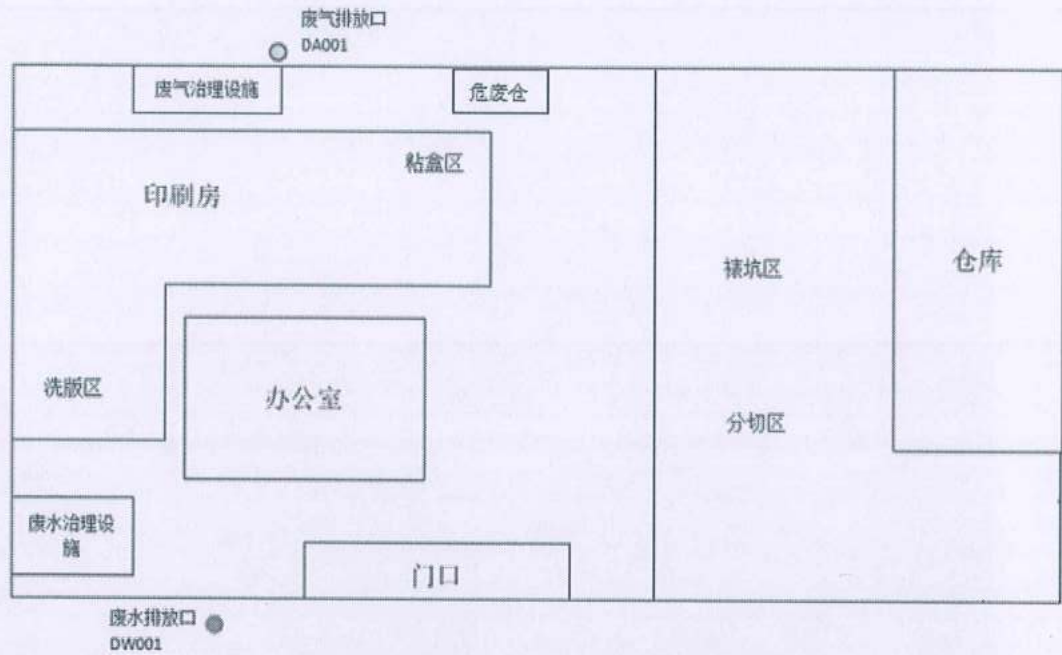 废气排放口
DA001
废气治理设施
危废仓
粘盒区
印刷房
裱坑区
仓库
洗版区
办公室
分切区
废水治理设
施
门口
废水排放口
DW001